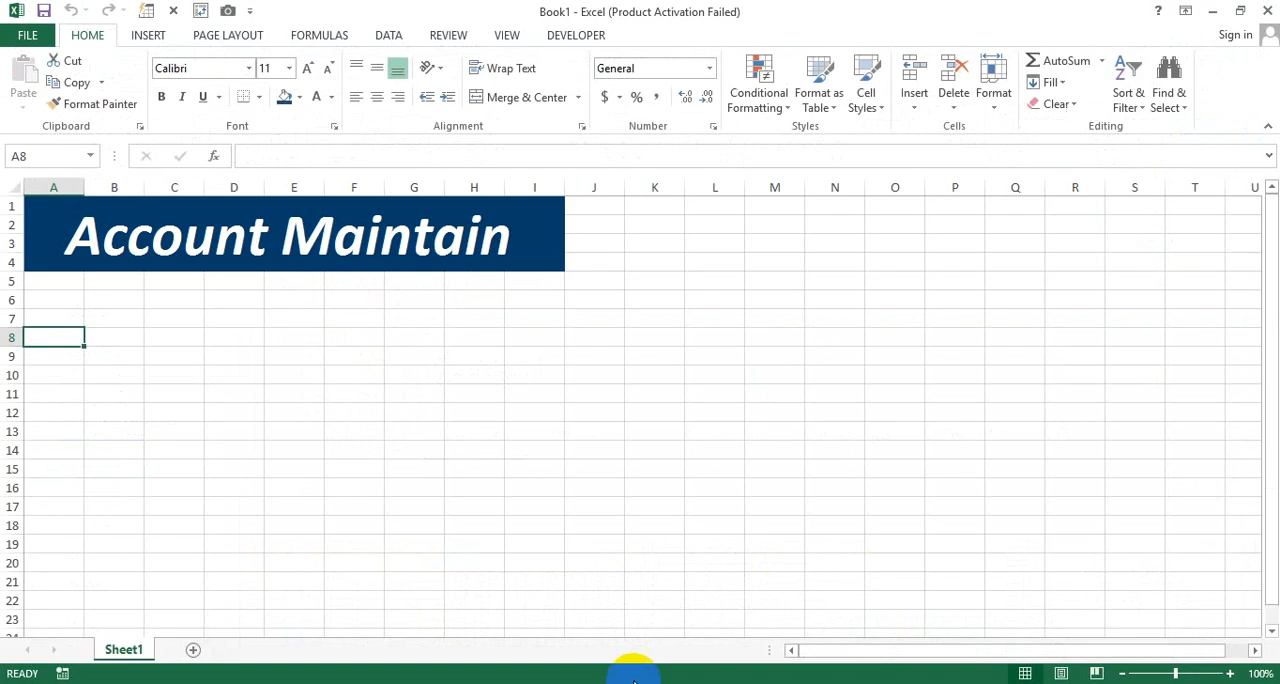 Book1 - Excel (Product Activation Failed)
?
FILE HOME INSERT PAGE LAYOUT FORMULAS DATA REVIEW VIEW DEVELOPER Sign in
Paste
Cut
Copy
Format Painter
Clipboard
Calibri 11
B I U A
Font
Wrap Text
Merge & Center
Alignment
General
$ % ,
Number
Conditional Formatting
Format as Table
Cell Styles
Styles
Insert Delete Format
Cells
AutoSum
Fill
Clear
Sort & Filter
Find & Select
Editing
A8 fx
A B C D E F G H I J K L M N O P Q R S T U
Account Maintain
1
2
3
4
5
6
7
8
9
10
11
12
13
14
15
16
17
18
19
20
21
22
23
Sheet1
READY 100%